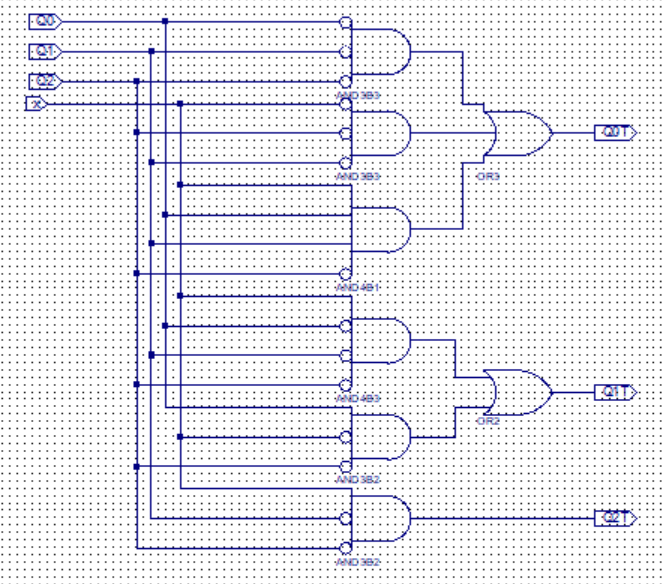 Q0
Q1
Q2
x
AND3B3
Q0T
AND3B3
OR3
AND4B1
AND4B3
Q1T
OR2
AND3B2
Q2T
AND3B2